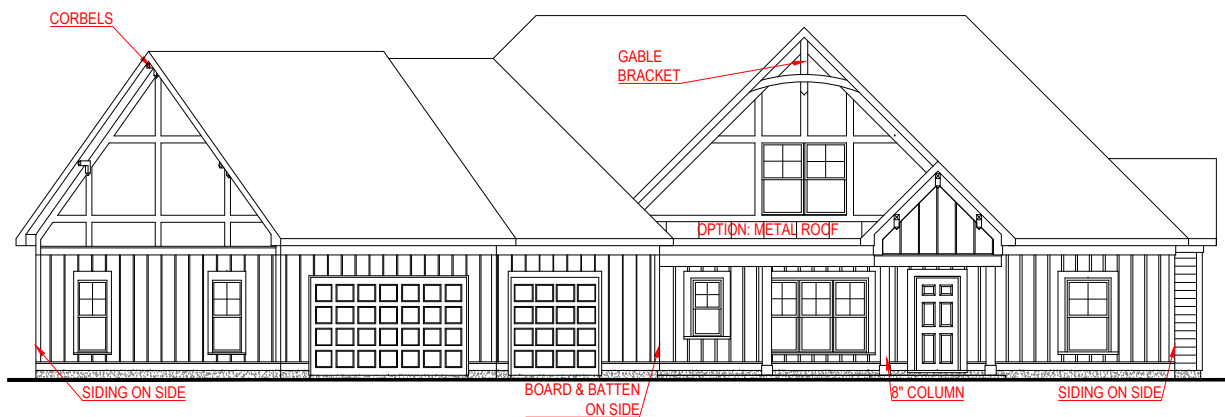 CORBELS
GABLE
BRACKET
OPTION: METAL ROOF
SIDING ON SIDE
BOARD & BATTEN
ON SIDE
8" COLUMN
SIDING ON SIDE